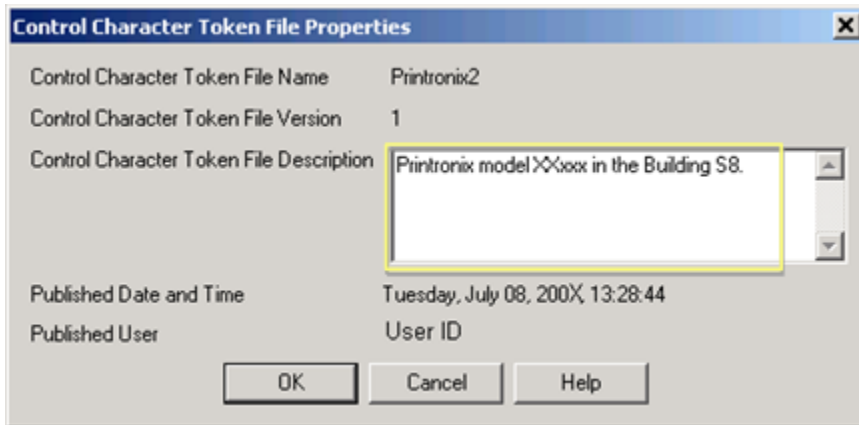 Control Character Token File Properties
Control Character Token File Name Printronix2
Control Character Token File Version 1
Control Character Token File Description Printronix model XXxxx in the Building S8.
Published Date and Time Tuesday, July 08, 200X, 13:28:44
Published User User ID
OK Cancel Help